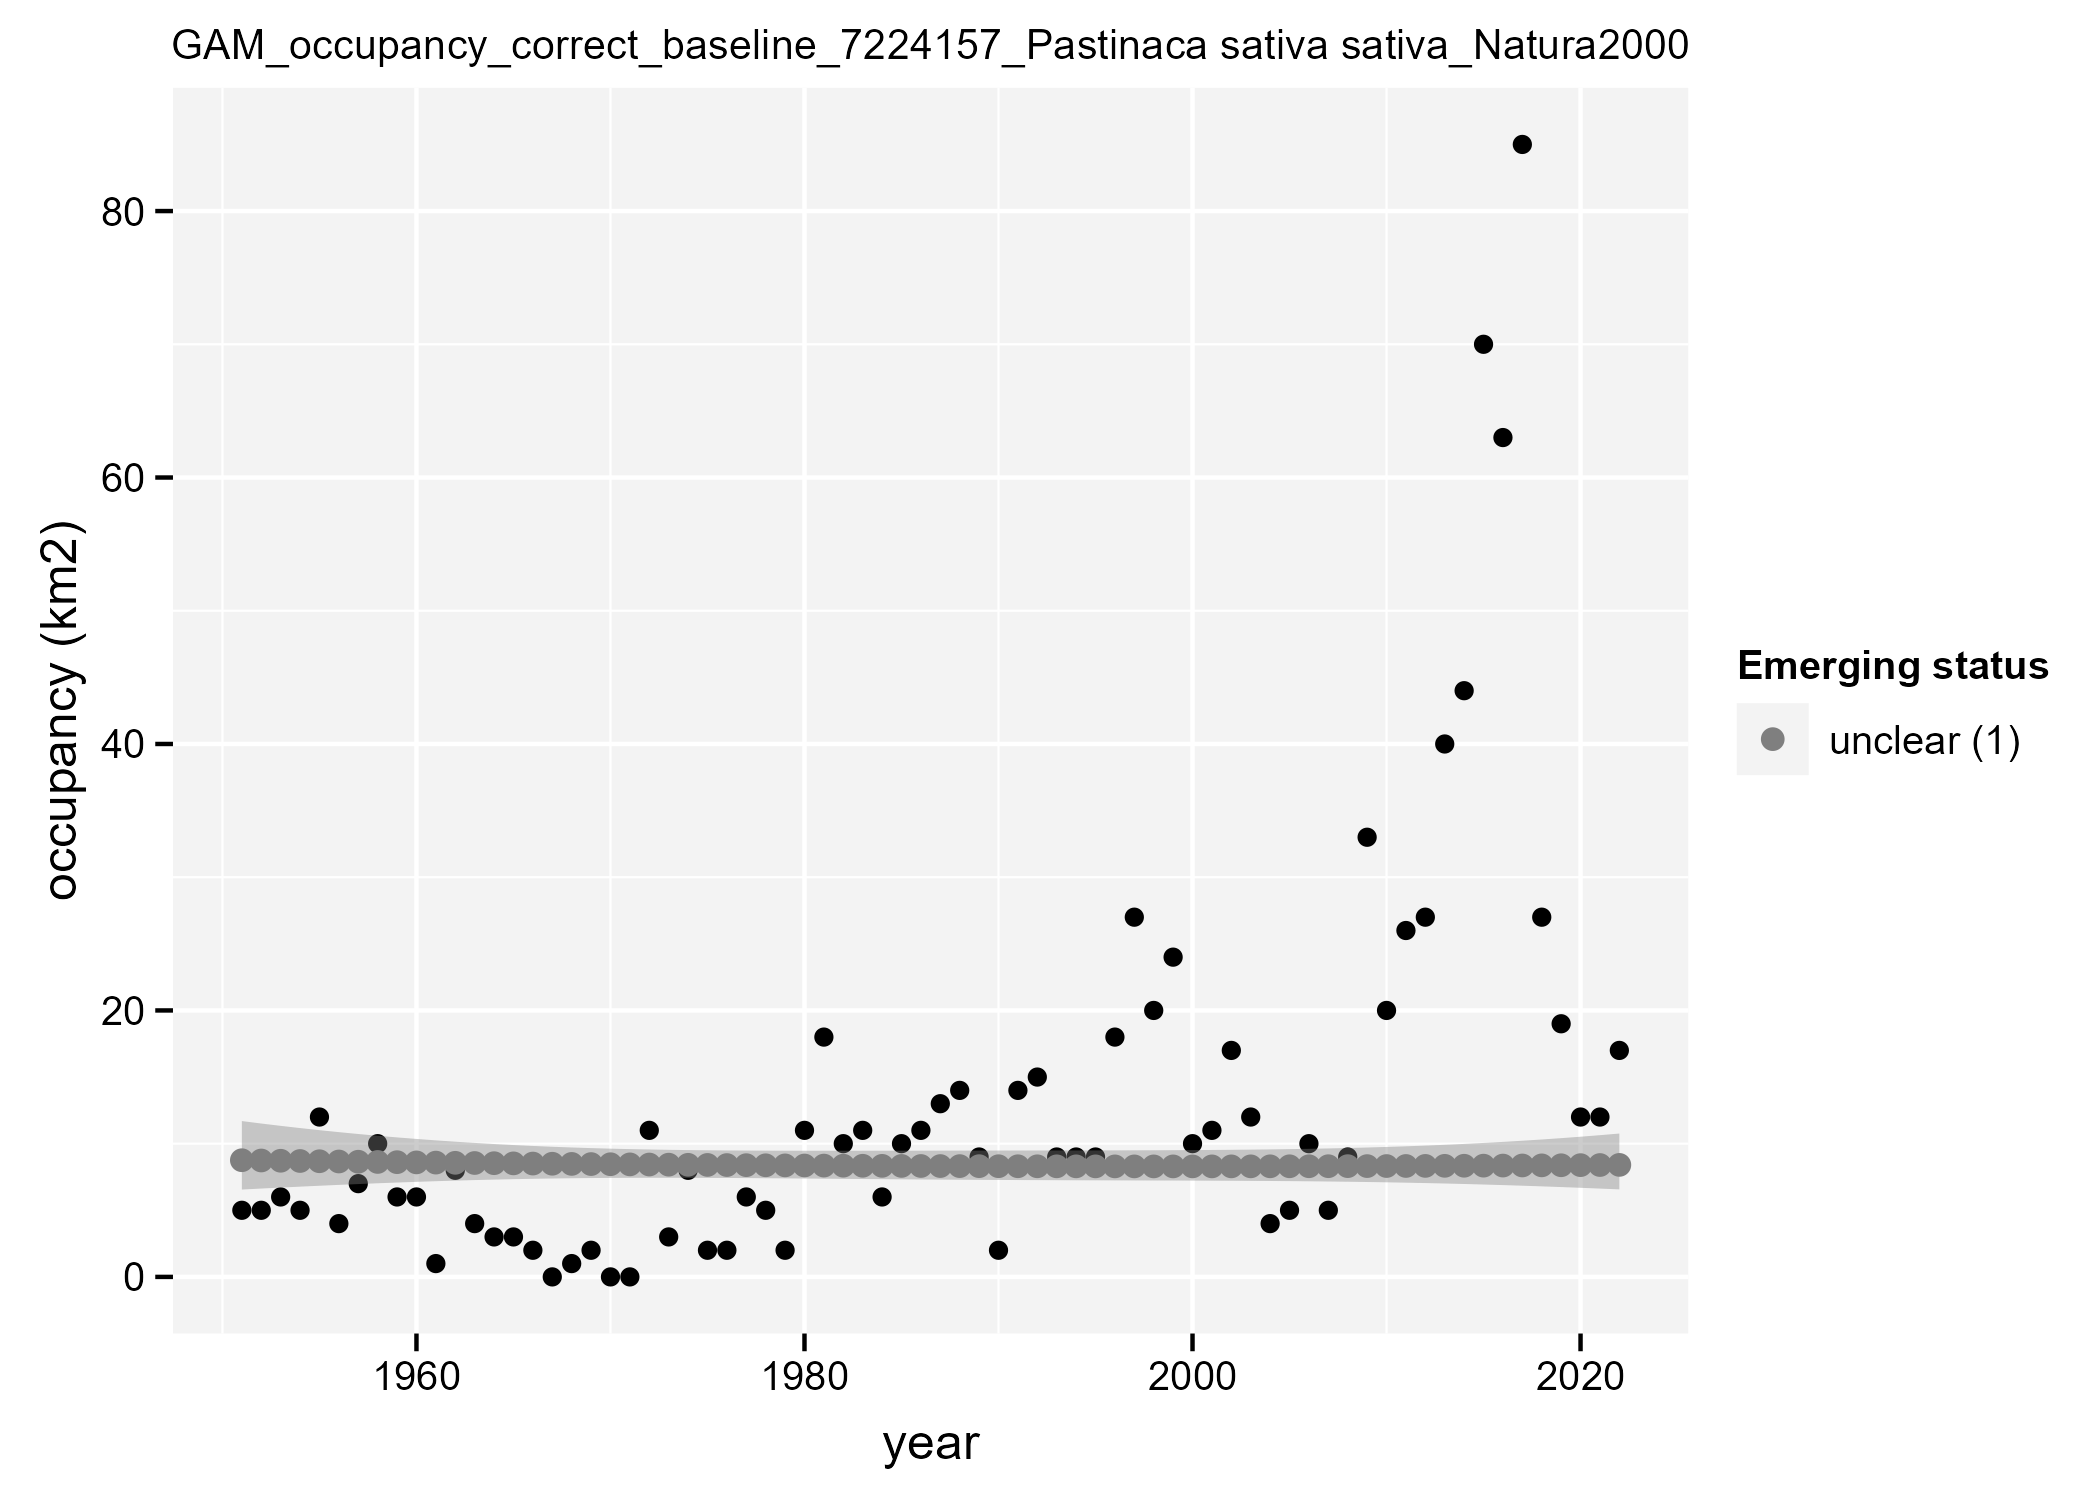 GAM_occupancy_correct_baseline_7224157_Pastinaca sativa sativa_Natura2000
80
60
40
20
0
occupancy (km2)
1960
1980
2000
2020
year
Emerging status
unclear (1)